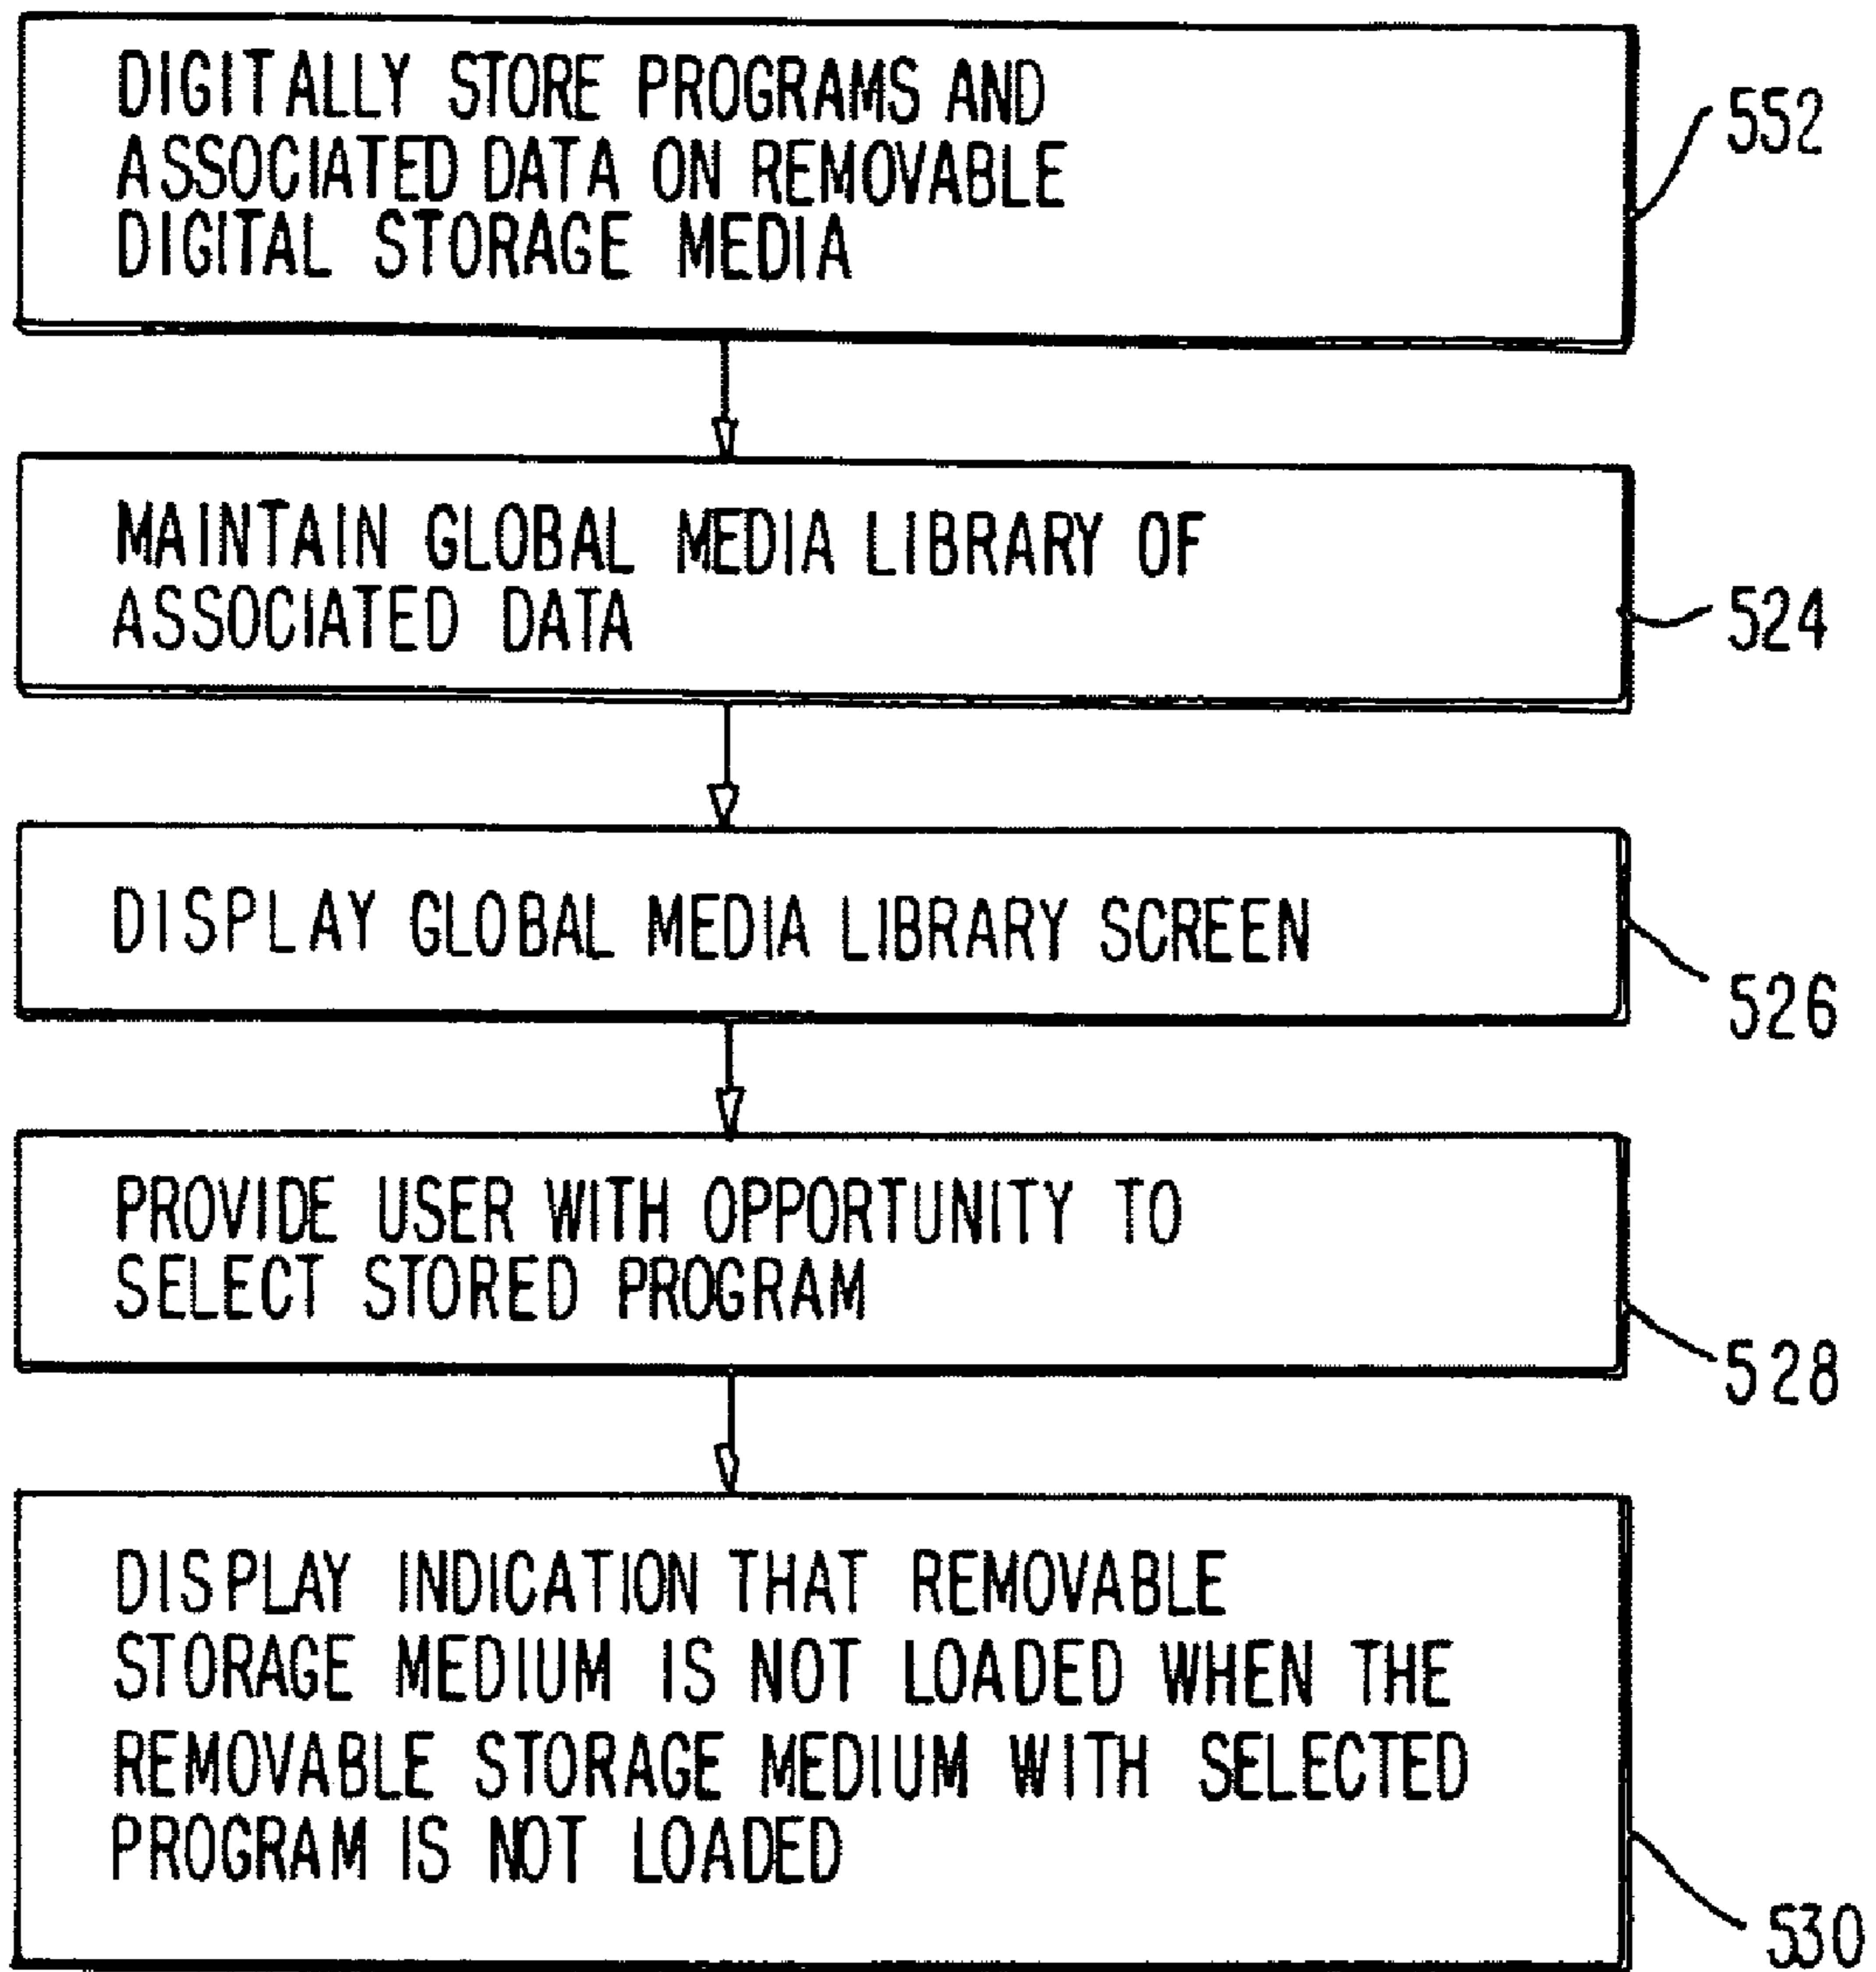 DIGITALLY STORE PROGRAMS AND
ASSOCIATED DATA ON REMOVABLE
DIGITAL STORAGE MEDIA
552
MAINTAIN GLOBAL MEDIA LIBRARY OF
ASSOCIATED DATA
524
DISPLAY GLOBAL MEDIA LIBRARY SCREEN
526
PROVIDE USER WITH OPPORTUNITY TO
SELECT STORED PROGRAM
528
DISPLAY INDICATION THAT REMOVABLE
STORAGE MEDIUM IS NOT LOADED WHEN THE
REMOVABLE STORAGE MEDIUM WITH SELECTED
PROGRAM IS NOT LOADED
530